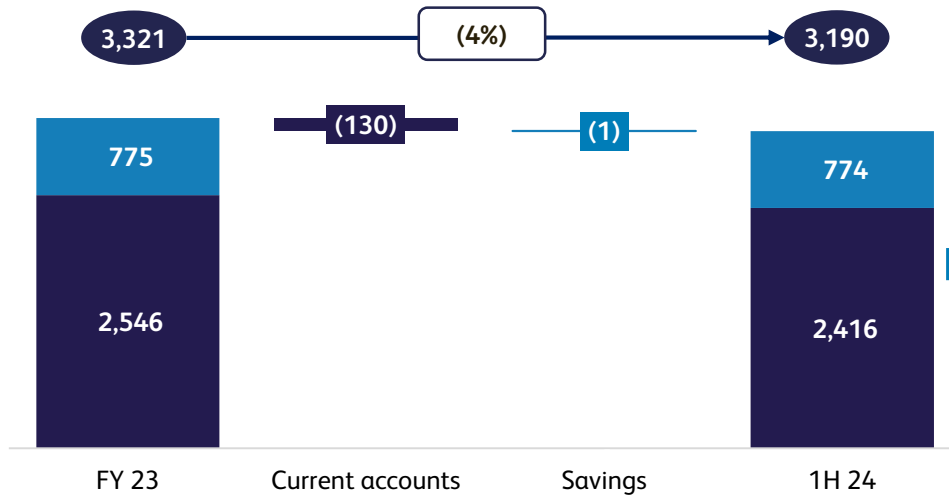 3,321
(4%)
3,190
(130)
(1)
775
774
2,546
2,416
FY 23
Current accounts
Savings
1H 24